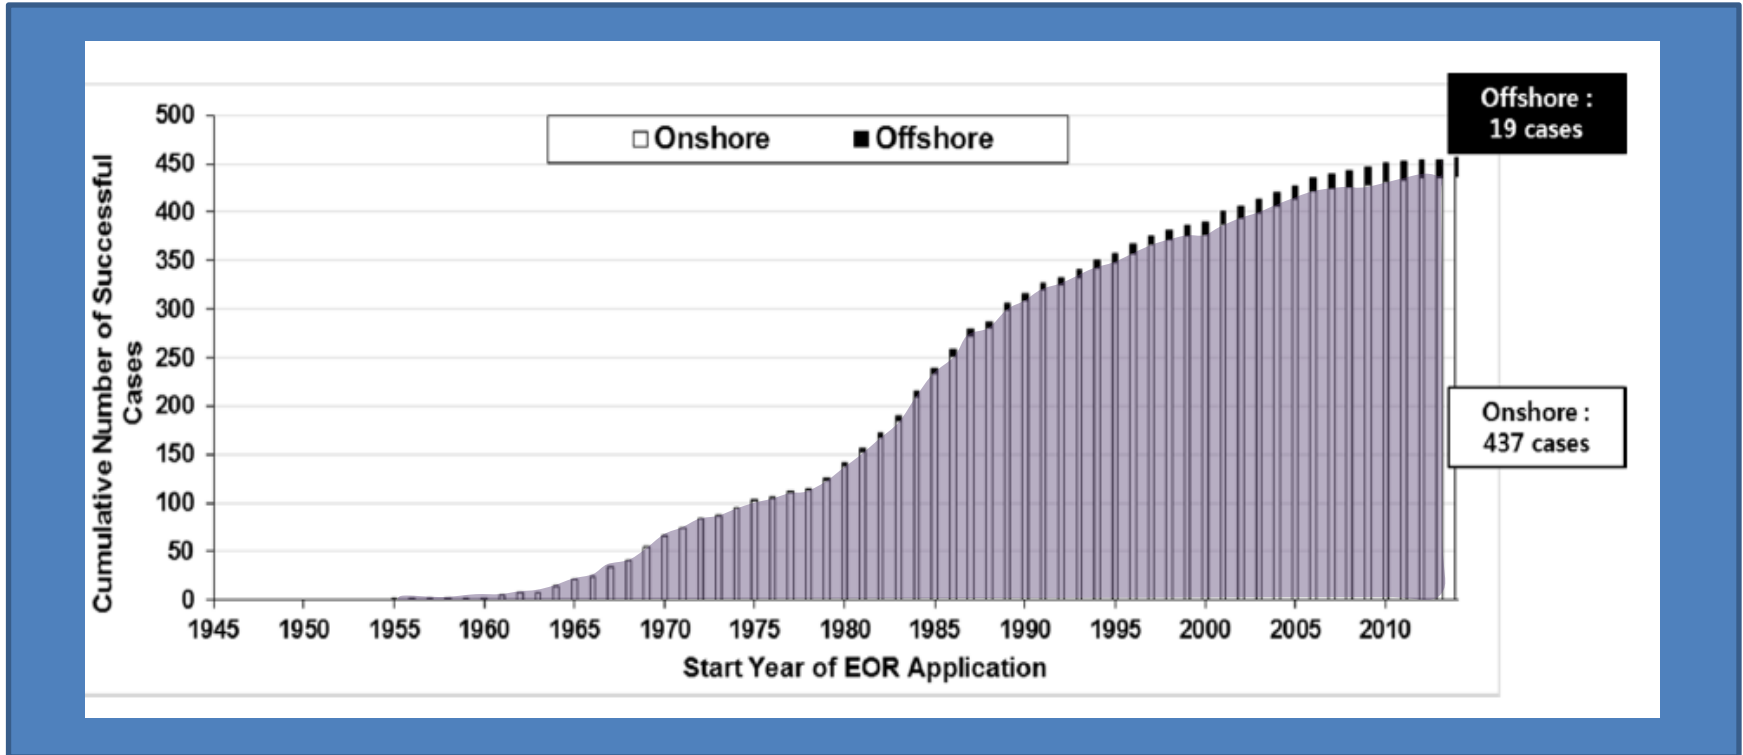 Offshore :
19 cases
Onshore Offshore
Cumulative Number of Successful
Cases
500
450
400
350
300
250
200
150
100
50
0
Onshore :
437 cases
1945 1950 1955 1960 1965 1970 1975 1980 1985 1990 1995 2000 2005 2010
Start Year of EOR Application